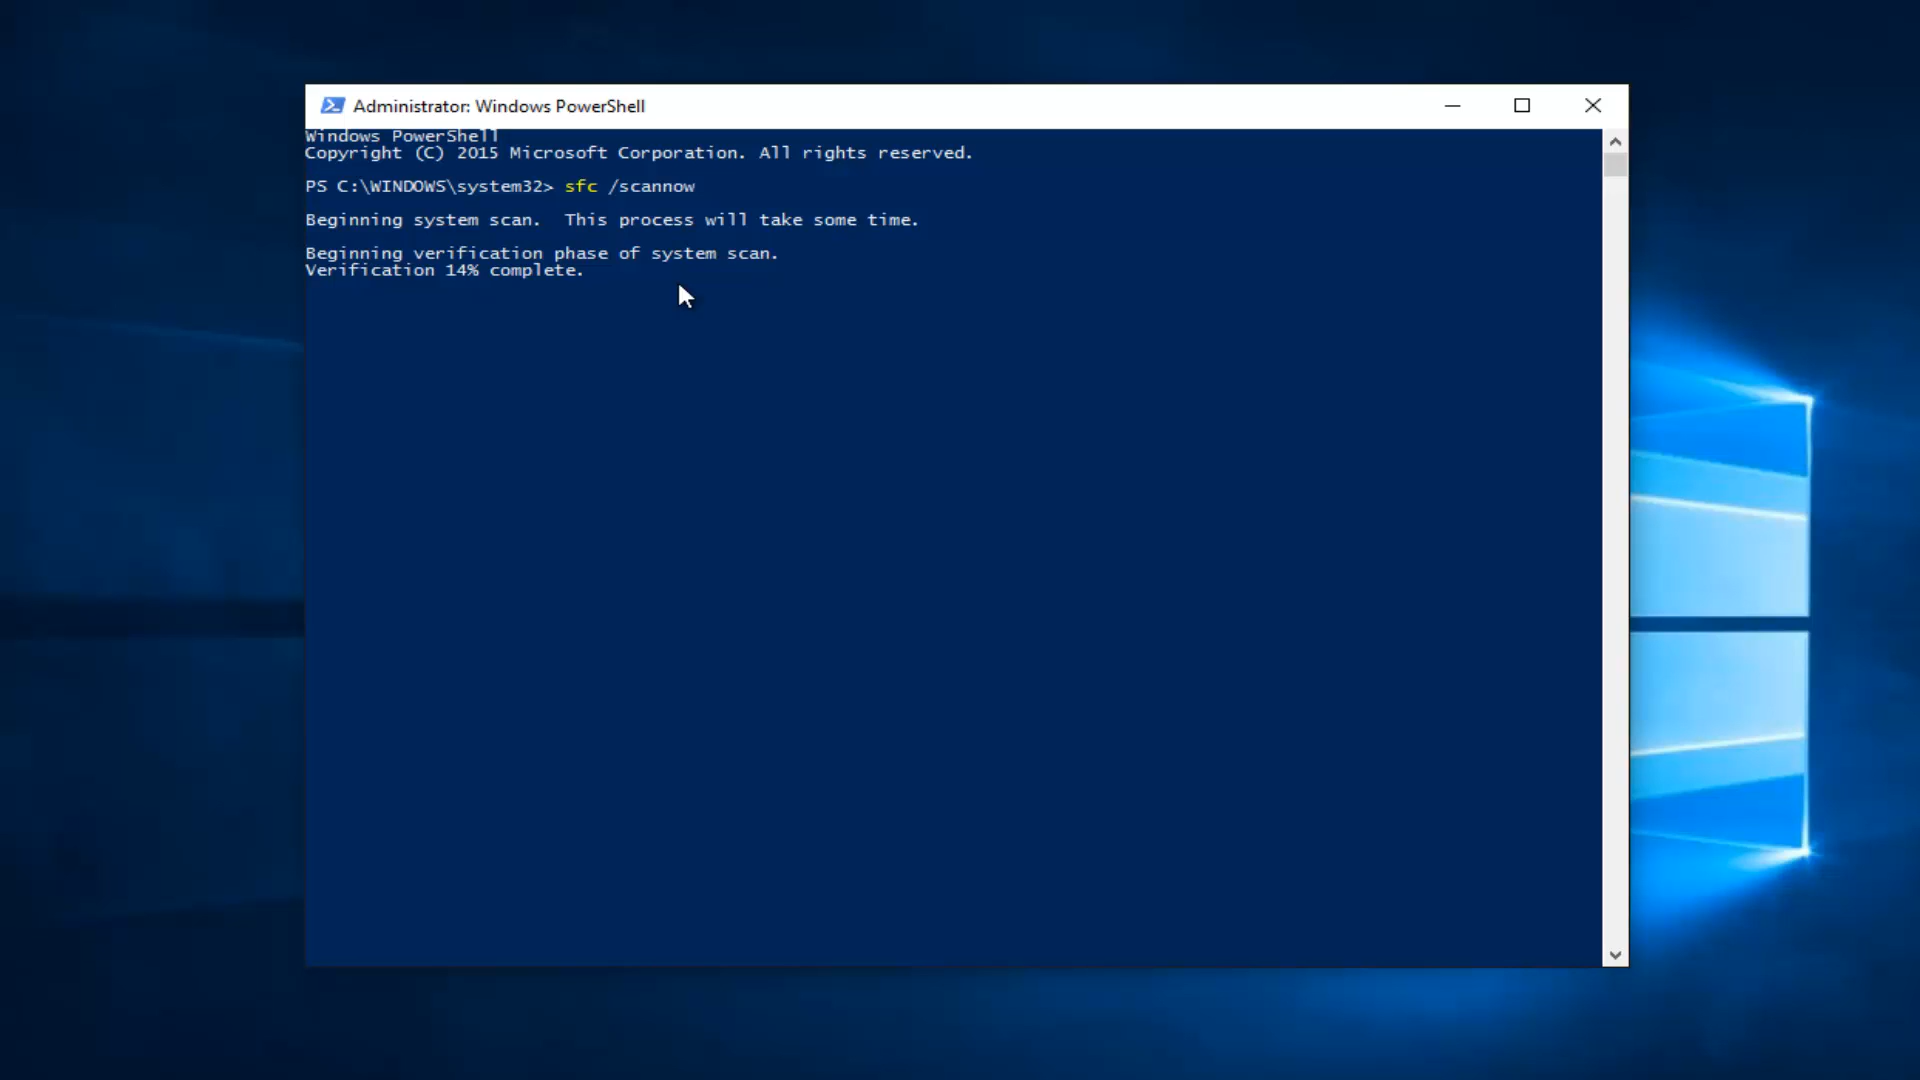 Administrator: Windows PowerShell
Windows PowerShell
Copyright (C) 2015 Microsoft Corporation. All rights reserved.
PS C:\WINDOWS\system32> sfc /scannow
Beginning system scan.  This process will take some time.
Beginning verification phase of system scan.
Verification 14% complete.